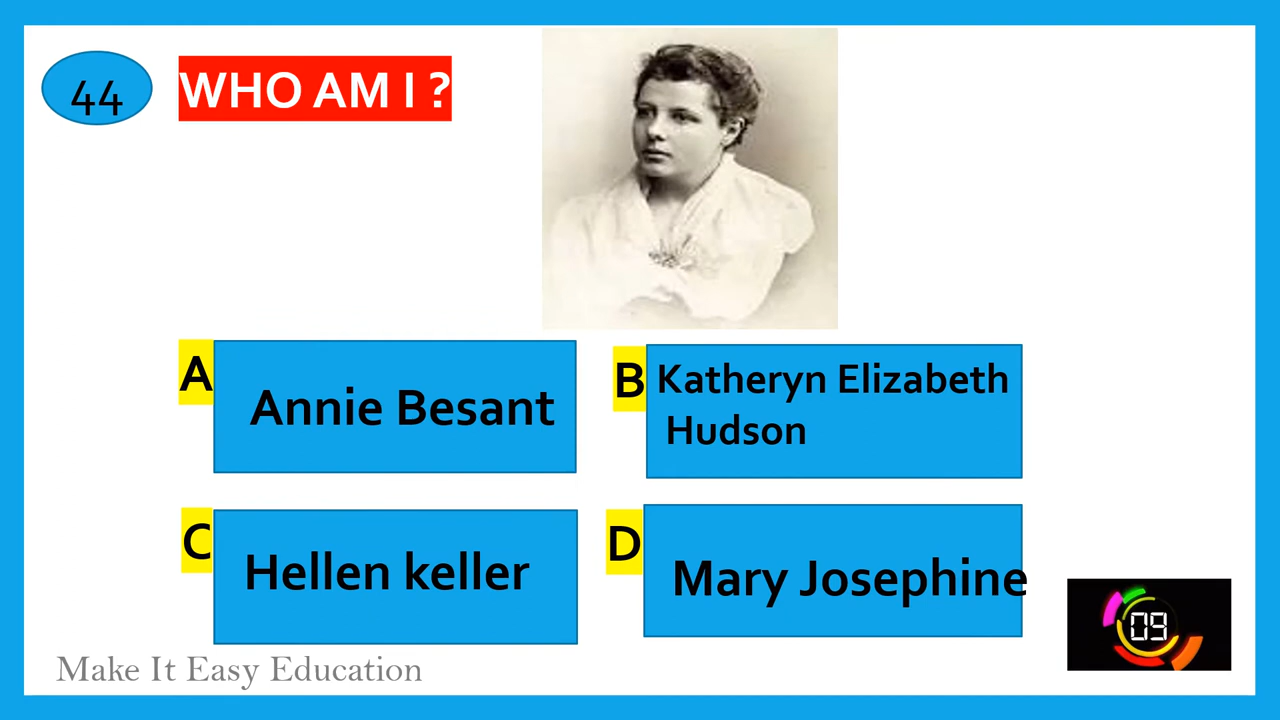 44
WHO AM I ?
A
Annie Besant
B
Katheryn Elizabeth
Hudson
C
Hellen keller
D
Mary Josephine
09
Make It Easy Education